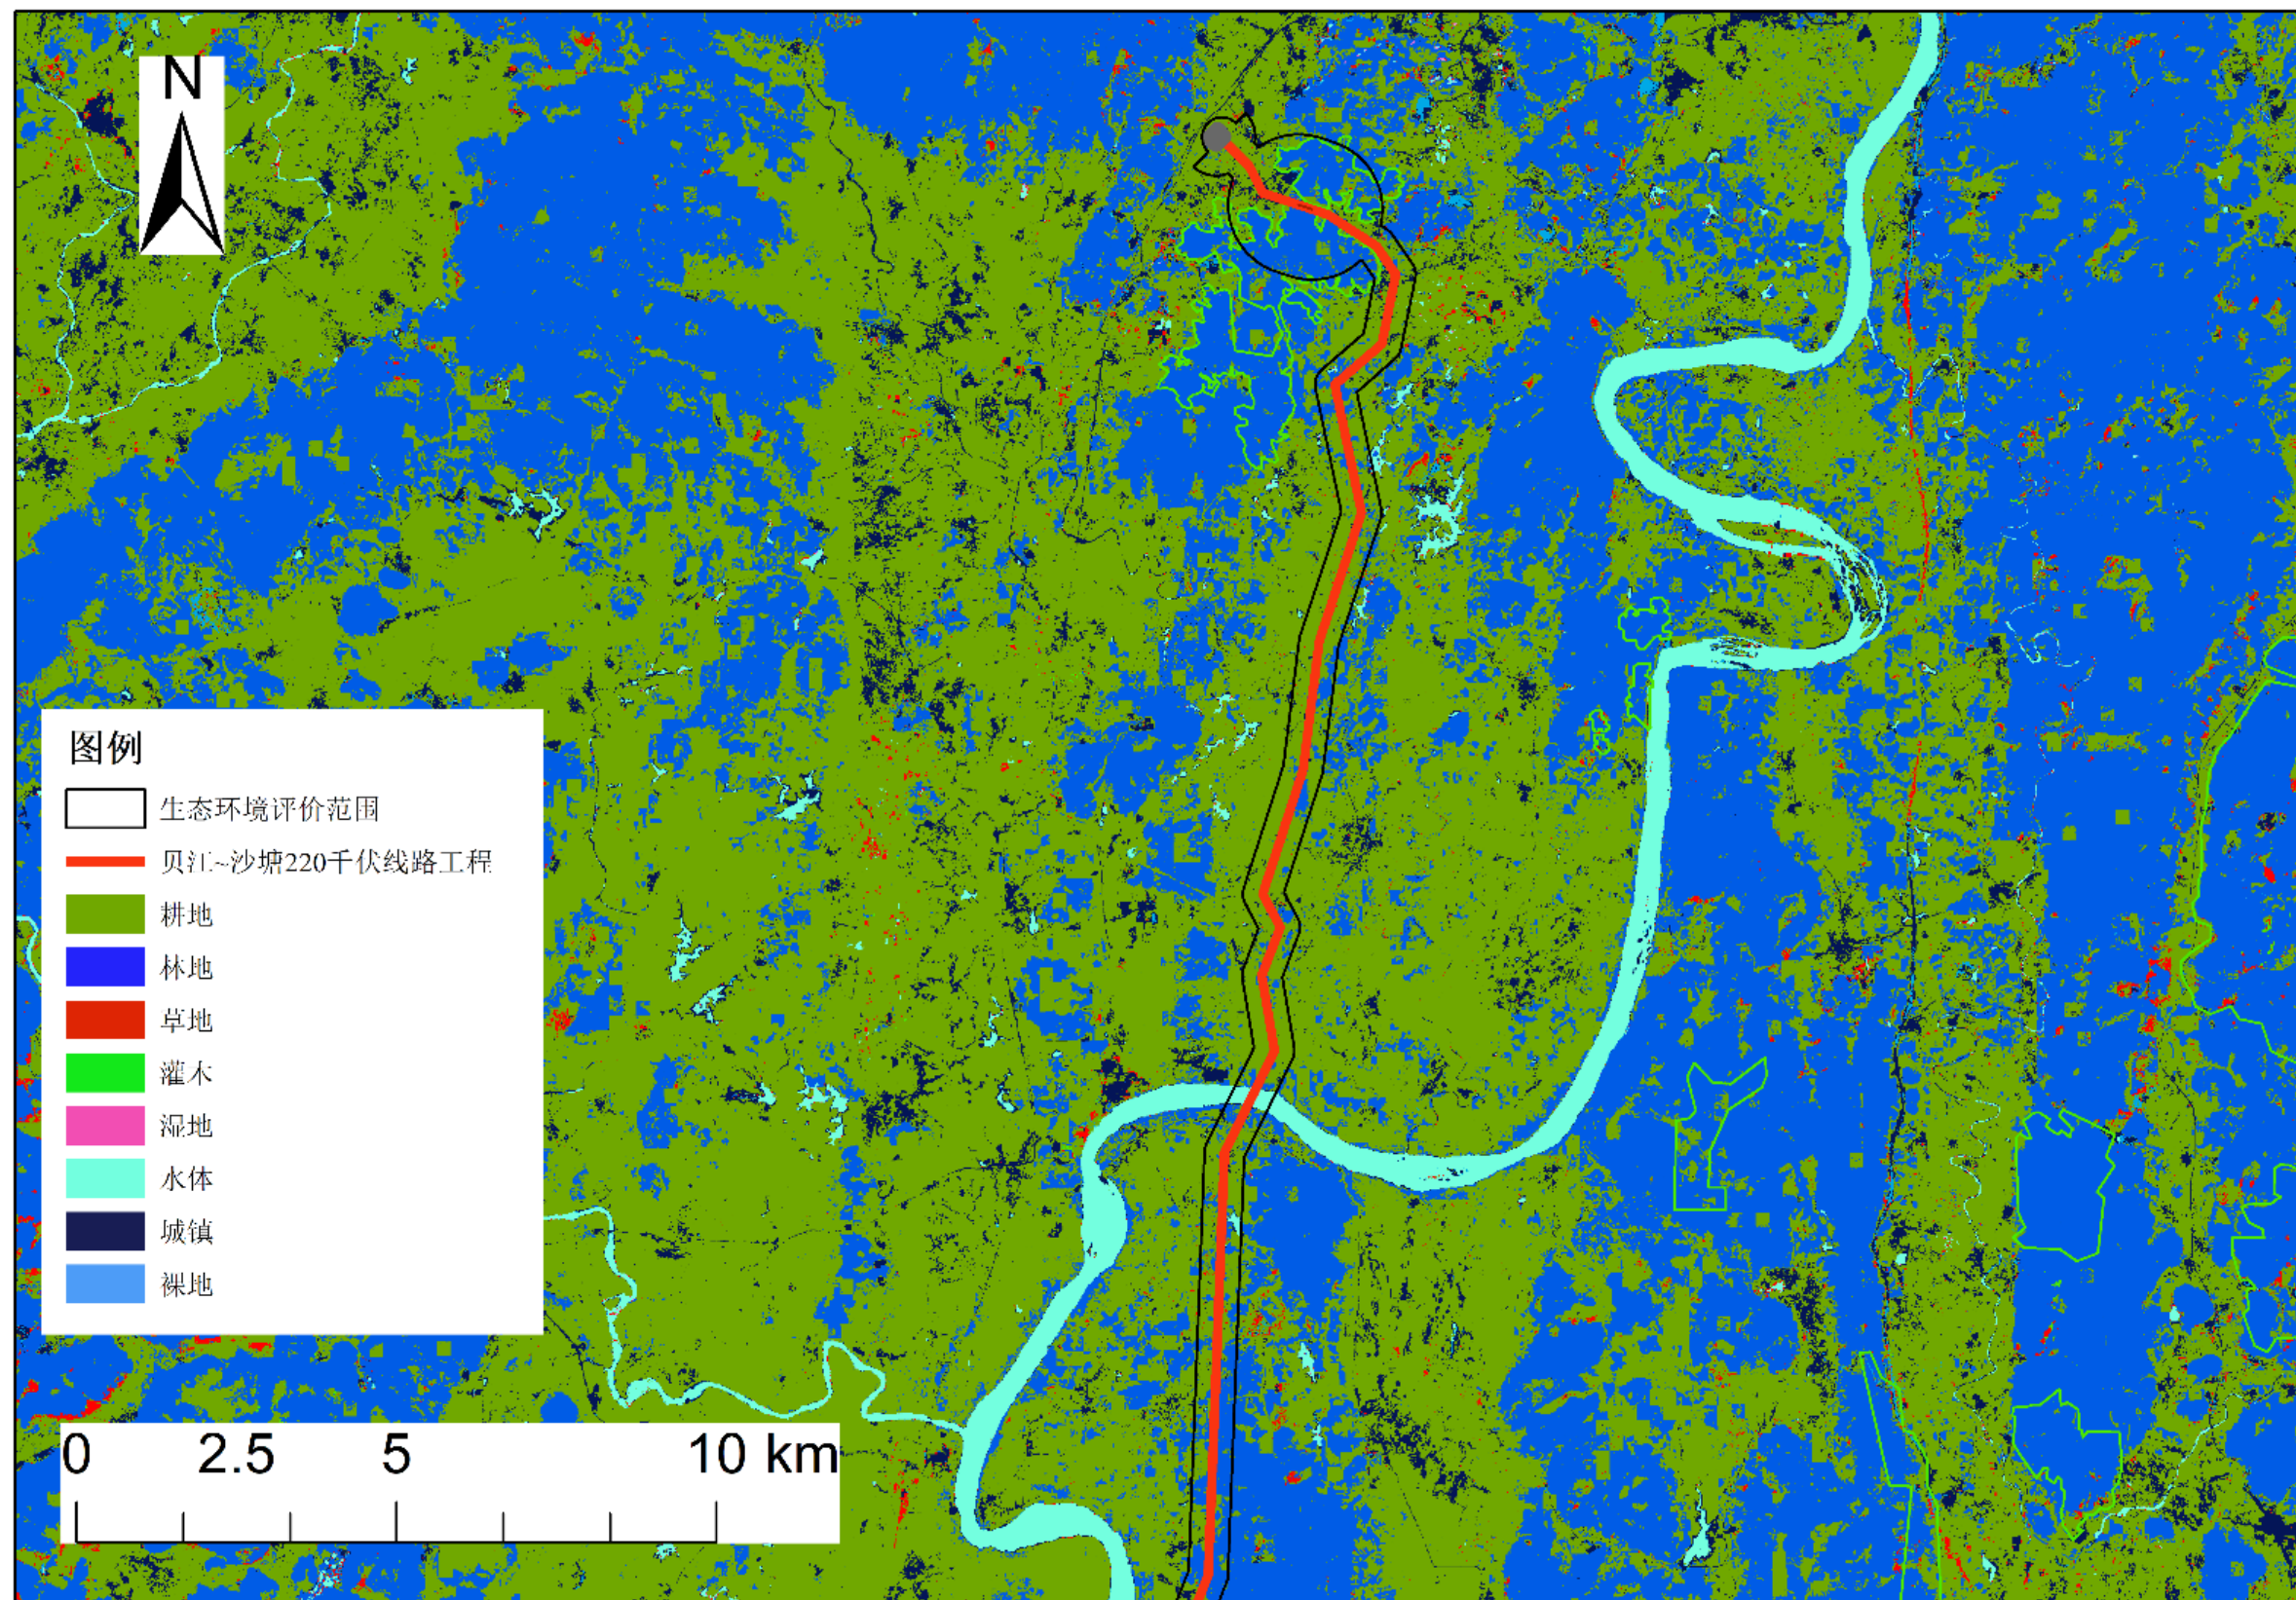 N
图例
生态环境评价范围
贝江~沙塘220千伏线路工程
耕地
林地
草地
灌木
湿地
水体
城镇
裸地
0 2.5 5 10 km